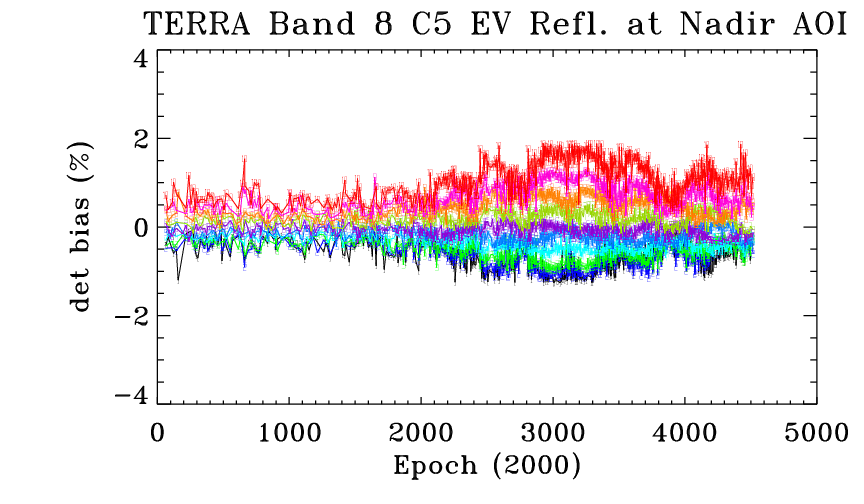 TERRA Band 8 C5 EV Refl. at Nadir AOI
4
2
0
−2
−4
det bias (%)
0 1000 2000 3000 4000 5000
Epoch (2000)